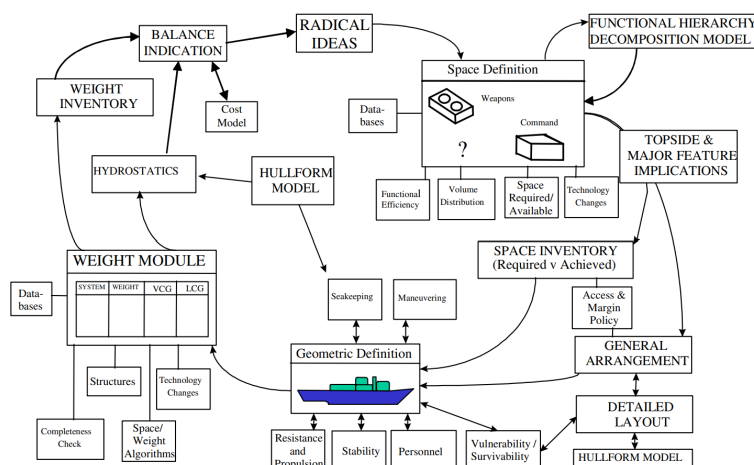 RADICAL
IDEAS
BALANCE
INDICATION
FUNCTIONAL HIERARCHY
DECOMPOSITION MODEL
WEIGHT
INVENTORY
Cost
Model
Space Definition
Weapons
Command
?
Data-
bases
TOPSIDE &
MAJOR FEATURE
IMPLICATIONS
HYDROSTATICS
HULLFORM
MODEL
Functional
Efficiency
Volume
Distribution
Space
Required/
Available
Technology
Changes
WEIGHT MODULE
SYSTEM
WEIGHT
VCG
LCG
Data-
bases
SPACE INVENTORY
(Required v Achieved)
Seakeeping
Maneuvering
Access &
Margin
Policy
Geometric Definition
GENERAL
ARRANGEMENT
Structures
Technology
Changes
DETAILED
LAYOUT
Completeness
Check
Space/
Weight
Algorithms
Resistance
and
Propulsion
Stability
Personnel
Vulnerability /
Survivability
HULLFORM MODEL